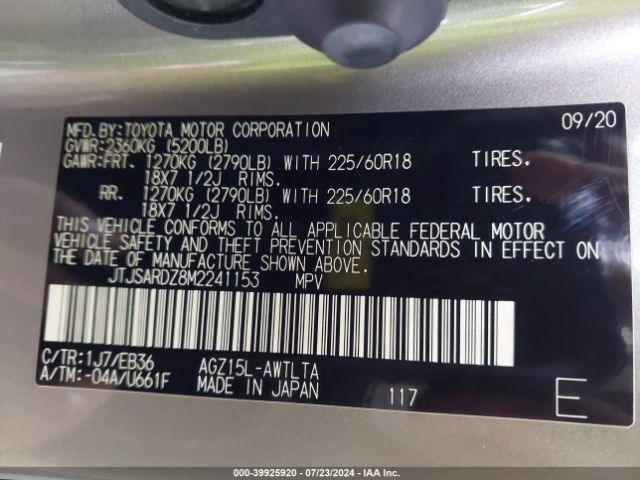 MFD.BY:TOYOTA MOTOR CORPORATION 09/20
GVWR:2360KG (5200LB)
GAWR:FRT. 1270KG (2790LB) WITH 225/60R18 TIRES,
18X7 1/2J RIMS.
RR. 1270KG (2790LB) WITH 225/60R18 TIRES,
18X7 1/2J RIMS.
THIS VEHICLE CONFORMS TO ALL APPLICABLE FEDERAL MOTOR
VEHICLE SAFETY AND THEFT PREVENTION STANDARDS IN EFFECT ON
THE DATE OF MANUFACTURE SHOWN ABOVE.
JTJSARDZ8M2241153 MPV
C/TR:1J7/EB36 AGZ15L-AWTLTA
A/TM:-04A/U661F MADE IN JAPAN 117 E
000-39925920 - 07/23/2024 - IAAI.COM